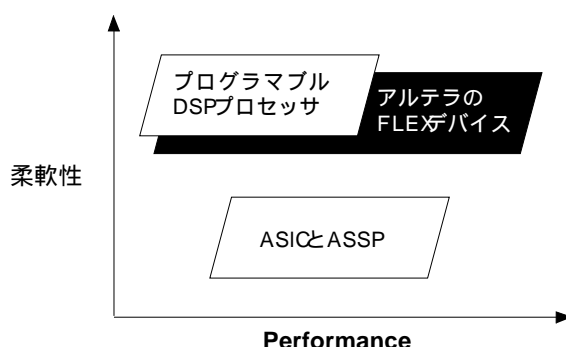 プログラマブル
DSPプロセッサ
アルテラの
FLEXデバイス
柔軟性
ASICとASSP
Performance